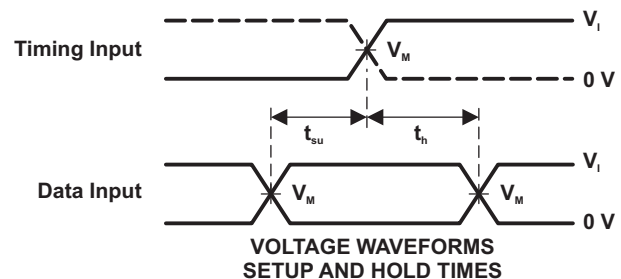 V_I
Timing Input
V_M
0 V
t_su
t_h
V_I
Data Input
V_M
V_M
0 V
VOLTAGE WAVEFORMS
SETUP AND HOLD TIMES